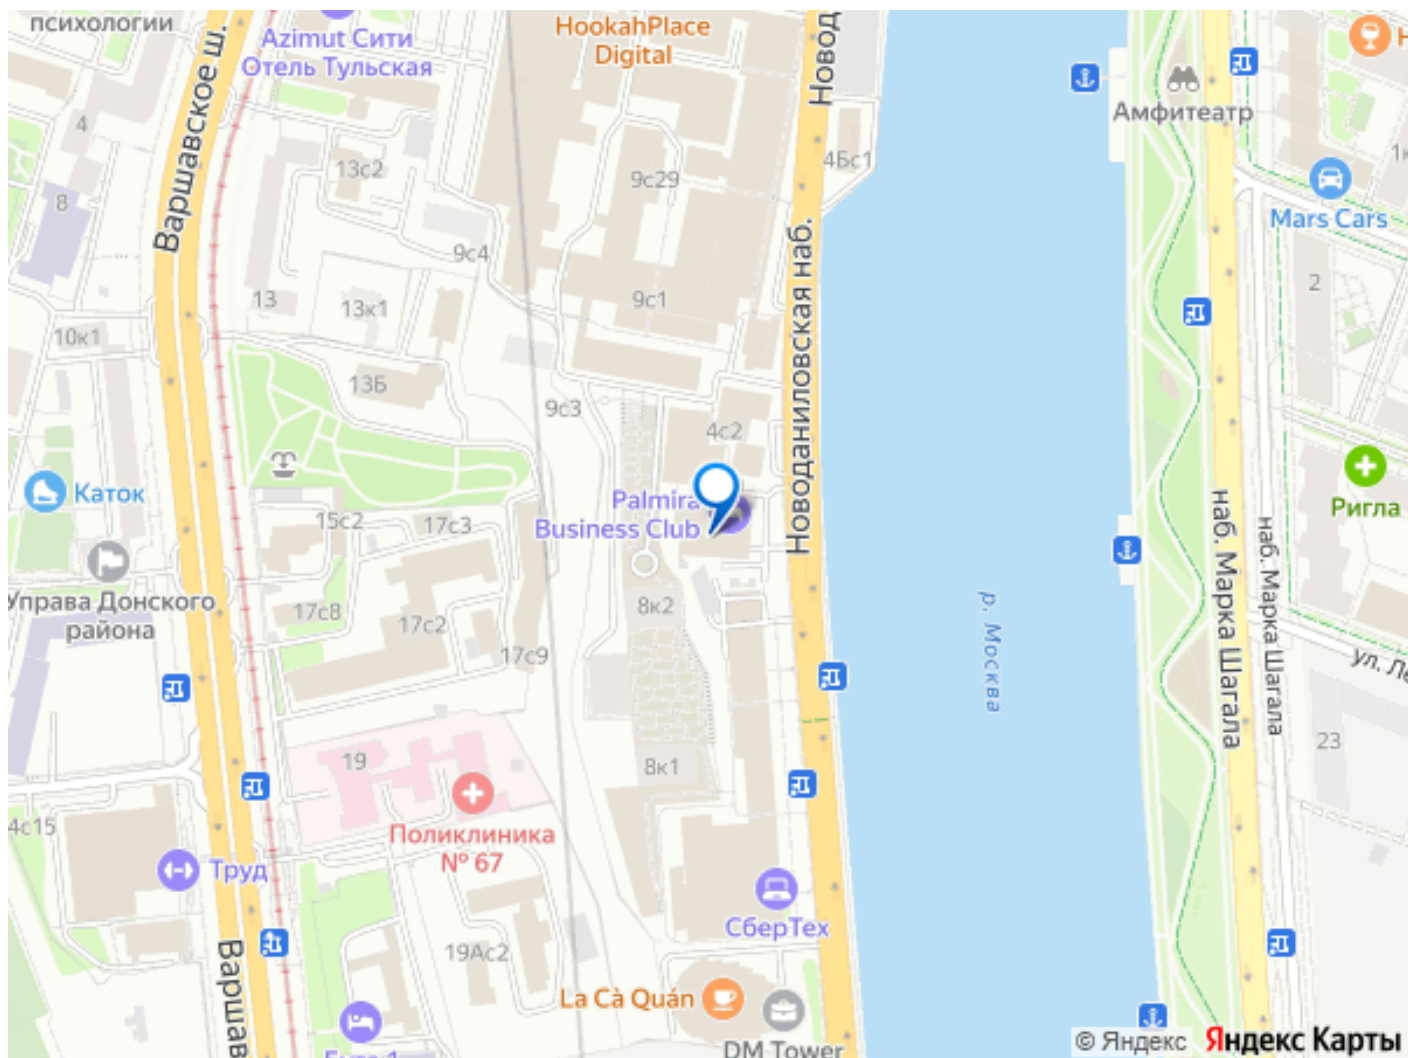 психологии
Azimut Сити
Отель Тульская
HookahPlace
Digital
Новод
Амфитеатр
4
13с2
9с29
4Бс1
8
Варшавское ш.
Mars Cars
9с4
13
13к1
9с1
2
10к1
13Б
9с3
4с2
Новоданиловская наб.
Каток
Palmira
Business Club
Ригла
15с2
17с3
Управа Донского
района
17с8
17с2
8к2
17с9
р. Москва
наб. Марка Шагала
наб. Марка Шагала
ул. Ле
19
8к1
23
Поликлиника
№ 67
4с15
Труд
СберТех
Варшав
19Ас2
La Cà Quán
DM Tower
© Яндекс
Яндекс Карты